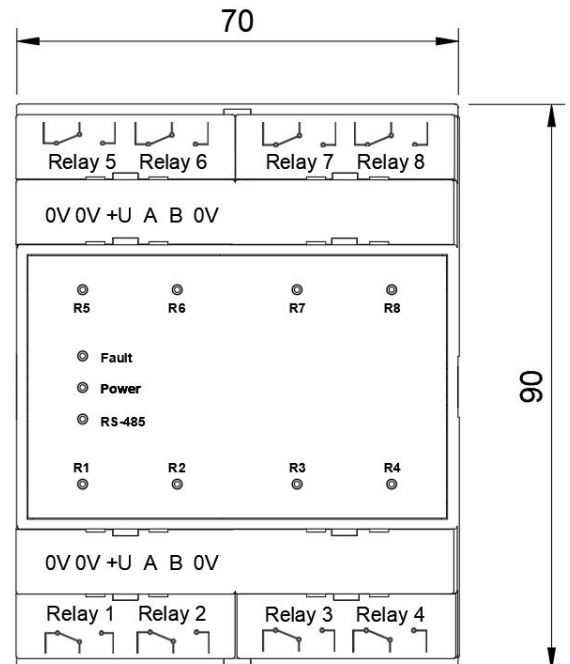 70
Relay 5 Relay 6 Relay 7 Relay 8
0V 0V +U A B 0V
R5 R6 R7 R8
Fault
Power
RS-485
90
R1 R2 R3 R4
0V 0V +U A B 0V
Relay 1 Relay 2 Relay 3 Relay 4